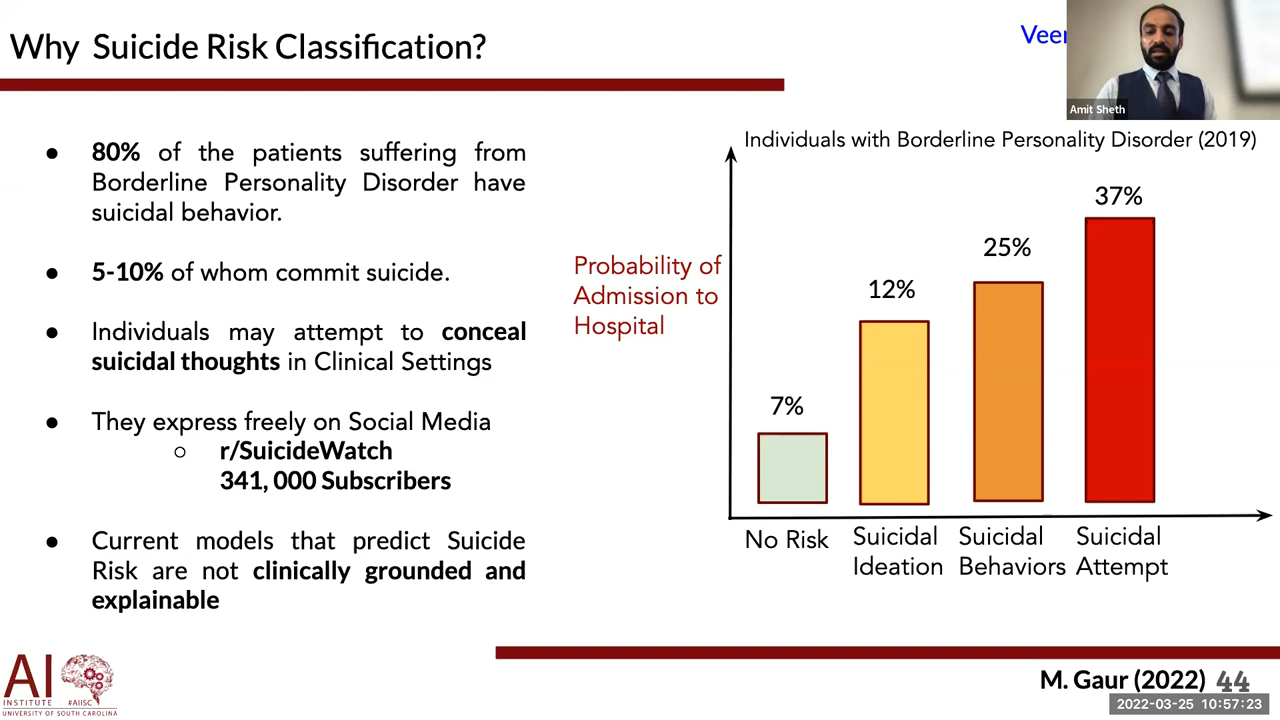 Why Suicide Risk Classification?
Amit Sheth
● 80% of the patients suffering from
Borderline Personality Disorder have
suicidal behavior.
● 5-10% of whom commit suicide.
● Individuals may attempt to conceal
suicidal thoughts in Clinical Settings
● They express freely on Social Media
○ r/SuicideWatch
341, 000 Subscribers
● Current models that predict Suicide
Risk are not clinically grounded and
explainable
Individuals with Borderline Personality Disorder (2019)
Probability of
Admission to
Hospital
7%
12%
25%
37%
No Risk
Suicidal
Ideation
Suicidal
Behaviors
Suicidal
Attempt
AI
INSTITUTE #AIISC
UNIVERSITY OF SOUTH CAROLINA
M. Gaur (2022) 44
2022-03-25 10:57:23